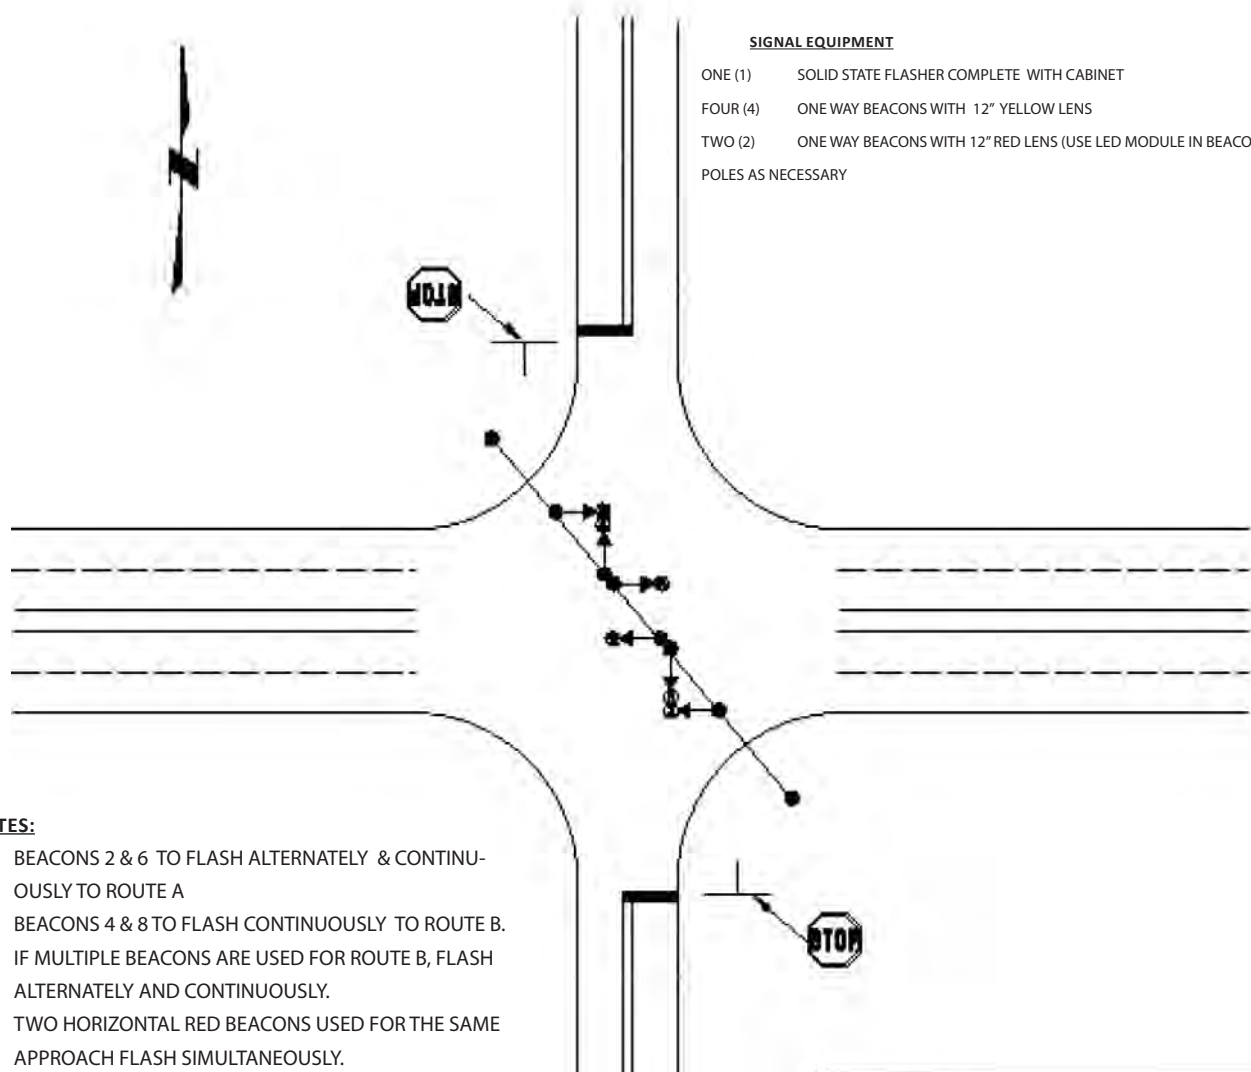 SIGNAL EQUIPMENT
ONE (1) SOLID STATE FLASHER COMPLETE WITH CABINET
FOUR (4) ONE WAY BEACONS WITH 12” YELLOW LENS
TWO (2) ONE WAY BEACONS WITH 12” RED LENS (USE LED MODULE IN BEACO
POLES AS NECESSARY
STOP
STOP
TES:
BEACONS 2 & 6 TO FLASH ALTERNATELY & CONTINU-
OUSLY TO ROUTE A
BEACONS 4 & 8 TO FLASH CONTINUOUSLY TO ROUTE B.
IF MULTIPLE BEACONS ARE USED FOR ROUTE B, FLASH
ALTERNATELY AND CONTINUOUSLY.
TWO HORIZONTAL RED BEACONS USED FOR THE SAME
APPROACH FLASH SIMULTANEOUSLY.